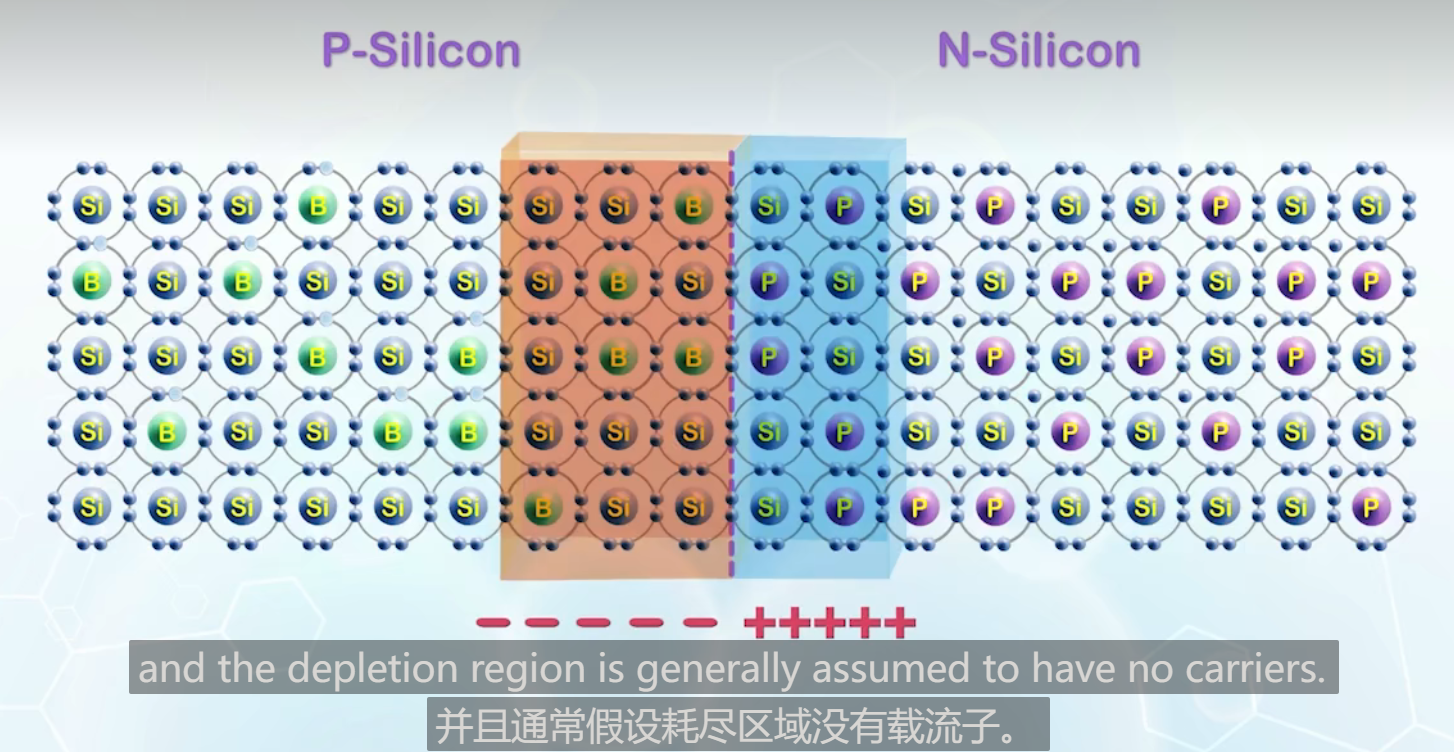 P-Silicon N-Silicon
Si Si Si B Si Si Si Si B Si P Si P Si Si P Si Si
B Si B Si Si Si Si B Si P Si P Si P P Si P P
Si Si Si B Si B Si B B P Si Si P Si P Si P Si
Si B Si Si B B Si Si Si Si P Si Si P Si P Si Si
Si Si Si Si Si Si B Si Si Si P P P Si Si Si Si P
− − − − − +++++
and the depletion region is generally assumed to have no carriers.
并且通常假设耗尽区域没有载流子。